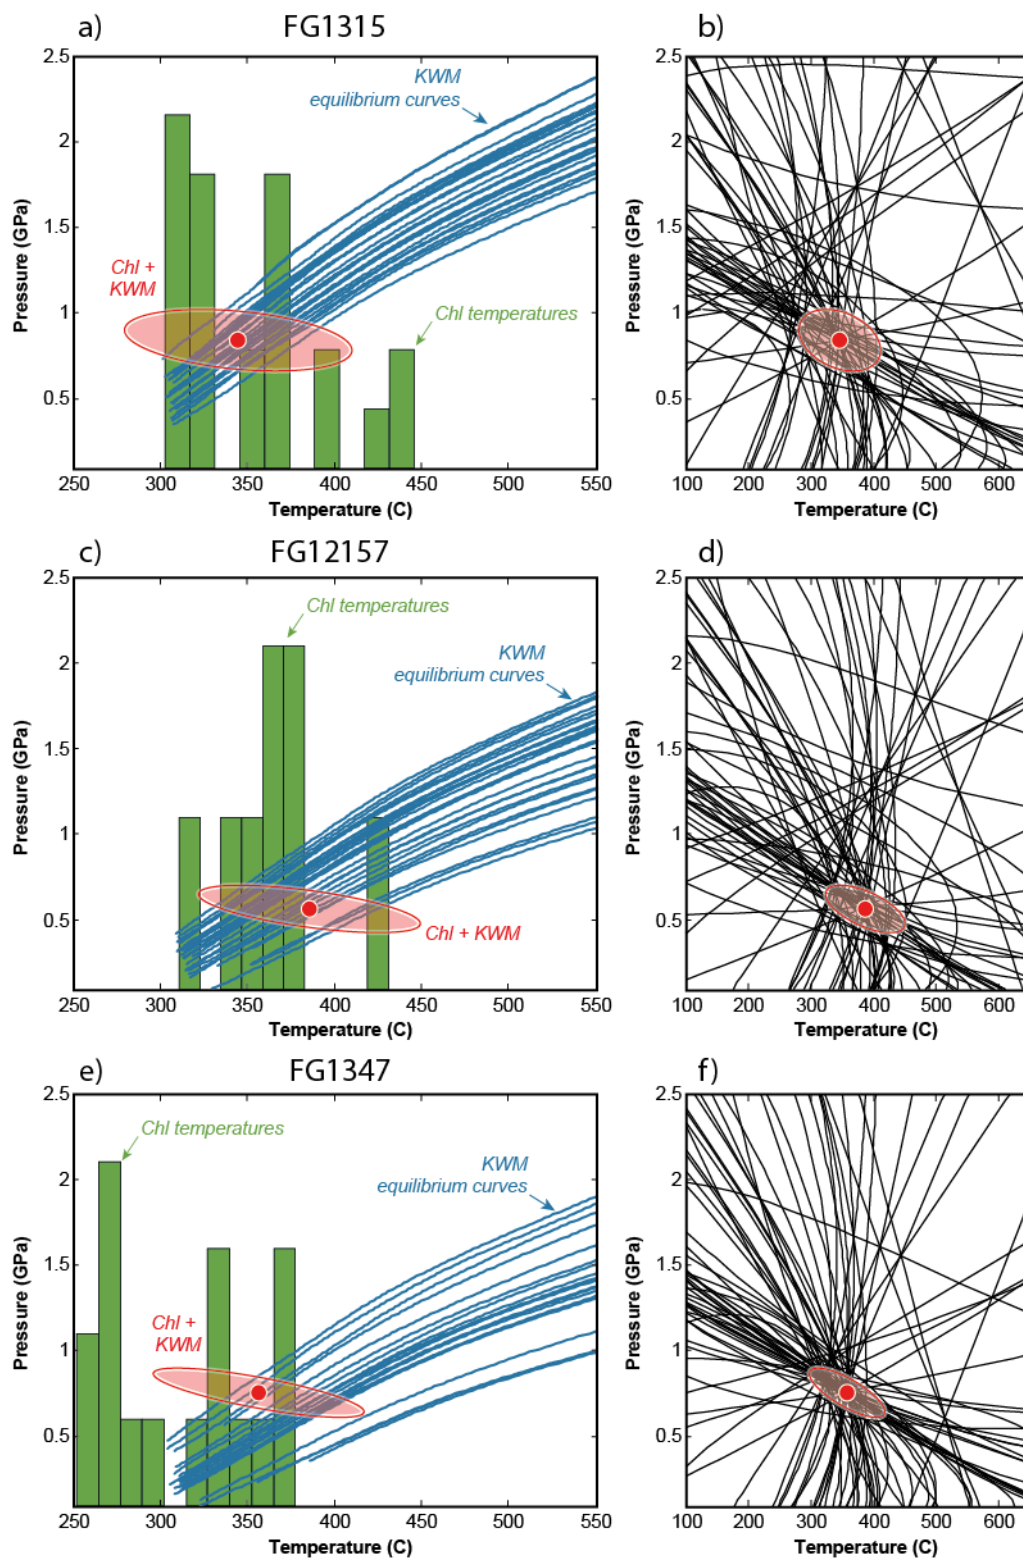 a) FG1315 b)
2.5
2
1.5
1
0.5
Pressure (GPa)
KWM
equilibrium curves
Chl +
KWM
Chl temperatures
250 300 350 400 450 500 550
Temperature (C)
2.5
2
1.5
1
0.5
Pressure (GPa)
100 200 300 400 500 600
Temperature (C)
c) FG12157 d)
2.5
2
1.5
1
0.5
Pressure (GPa)
Chl temperatures
KWM
equilibrium curves
Chl + KWM
250 300 350 400 450 500 550
Temperature (C)
2.5
2
1.5
1
0.5
Pressure (GPa)
100 200 300 400 500 600
Temperature (C)
e) FG1347 f)
2.5
2
1.5
1
0.5
Pressure (GPa)
Chl temperatures
KWM
equilibrium curves
Chl +
KWM
250 300 350 400 450 500 550
Temperature (C)
2.5
2
1.5
1
0.5
Pressure (GPa)
100 200 300 400 500 600
Temperature (C)